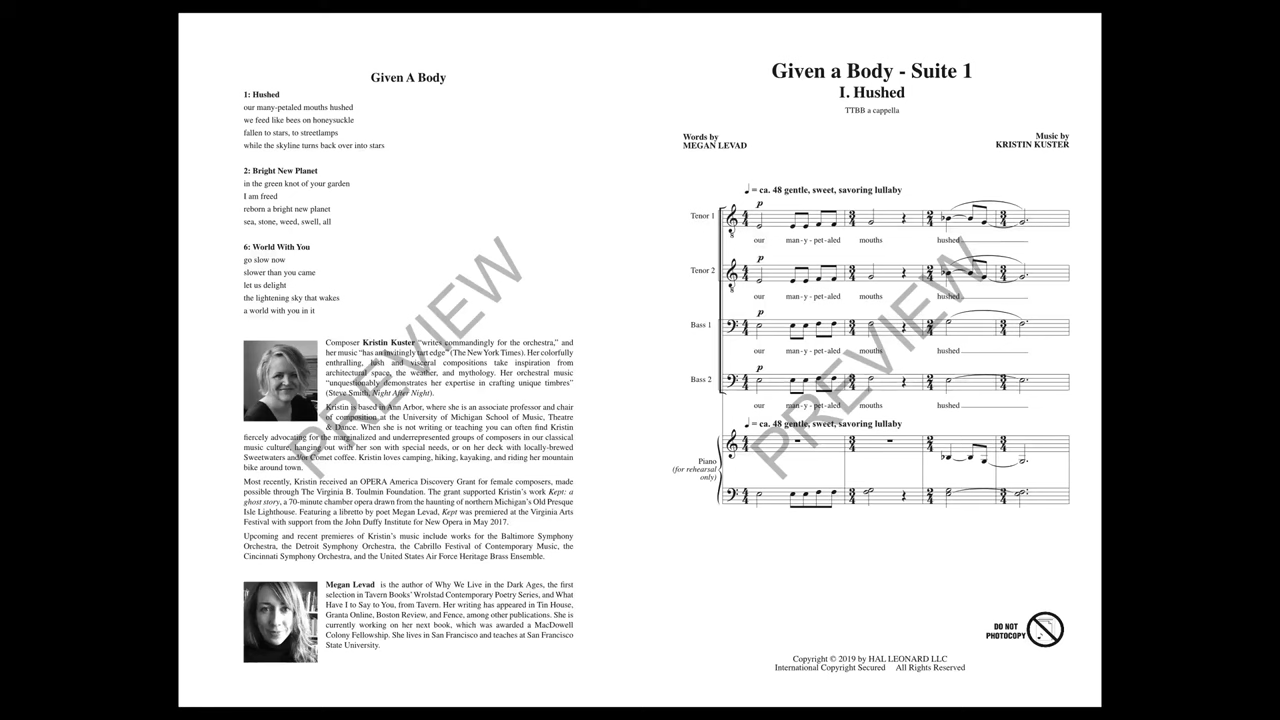 Given A Body
1: Hushed
our many-petaled mouths hushed
we feed like bees on honeysuckle
fallen to stars, to streetlamps
while the skyline turns back over into stars
2: Bright New Planet
in the green knot of your garden
I am freed
reborn a bright new planet
sea, stone, weed, swell, all
6: World With You
go slow now
slower than you came
let us delight
the lightening sky that wakes
a world with you in it
Composer Kristin Kuster “writes commandingly for the orchestra,” and
her music “has an invitingly tart edge” (The New York Times). Her colorfully
enthralling, lush and visceral compositions take inspiration from
architectural space, the weather, and mythology. Her orchestral music
“unquestionably demonstrates her expertise in crafting unique timbres”
(Steve Smith, Night After Night).
Kristin is based in Ann Arbor, where she is an associate professor and chair
of composition at the University of Michigan School of Music, Theatre
& Dance. When she is not writing or teaching you can often find Kristin
fiercely advocating for the marginalized and underrepresented groups of composers in our classical
music culture, hanging out with her son with special needs, or on her deck with locally-brewed
Sweetwaters and/or Comet coffee. Kristin loves camping, hiking, kayaking, and riding her mountain
bike around town.
Most recently, Kristin received an OPERA America Discovery Grant for female composers, made
possible through The Virginia B. Toulmin Foundation. The grant supported Kristin’s work Kept: a
ghost story, a 70-minute chamber opera drawn from the haunting of northern Michigan’s Old Presque
Isle Lighthouse. Featuring a libretto by poet Megan Levad, Kept was premiered at the Virginia Arts
Festival with support from the John Duffy Institute for New Opera in May 2017.
Upcoming and recent premieres of Kristin’s music include works for the Baltimore Symphony
Orchestra, the Detroit Symphony Orchestra, the Cabrillo Festival of Contemporary Music, the
Cincinnati Symphony Orchestra, and the United States Air Force Heritage Brass Ensemble.
Megan Levad is the author of Why We Live in the Dark Ages, the first
selection in Tavern Books’ Wrolstad Contemporary Poetry Series, and What
Have I to Say to You, from Tavern. Her writing has appeared in Tin House,
Granta Online, Boston Review, and Fence, among other publications. She is
currently working on her next book, which was awarded a MacDowell
Colony Fellowship. She lives in San Francisco and teaches at San Francisco
State University.
PREVIEW
Given a Body - Suite 1
I. Hushed
TTBB a cappella
Words by
MEGAN LEVAD
Music by
KRISTIN KUSTER
= ca. 48 gentle, sweet, savoring lullaby
p
Tenor 1
our man - y - pet - aled mouths hushed
p
Tenor 2
our man - y - pet - aled mouths hushed
p
Bass 1
our man - y - pet - aled mouths hushed
p
Bass 2
our man - y - pet - aled mouths hushed
= ca. 48 gentle, sweet, savoring lullaby
Piano
(for rehearsal
only)
PREVIEW
DO NOT
PHOTOCOPY
Copyright © 2019 by HAL LEONARD LLC
International Copyright Secured All Rights Reserved